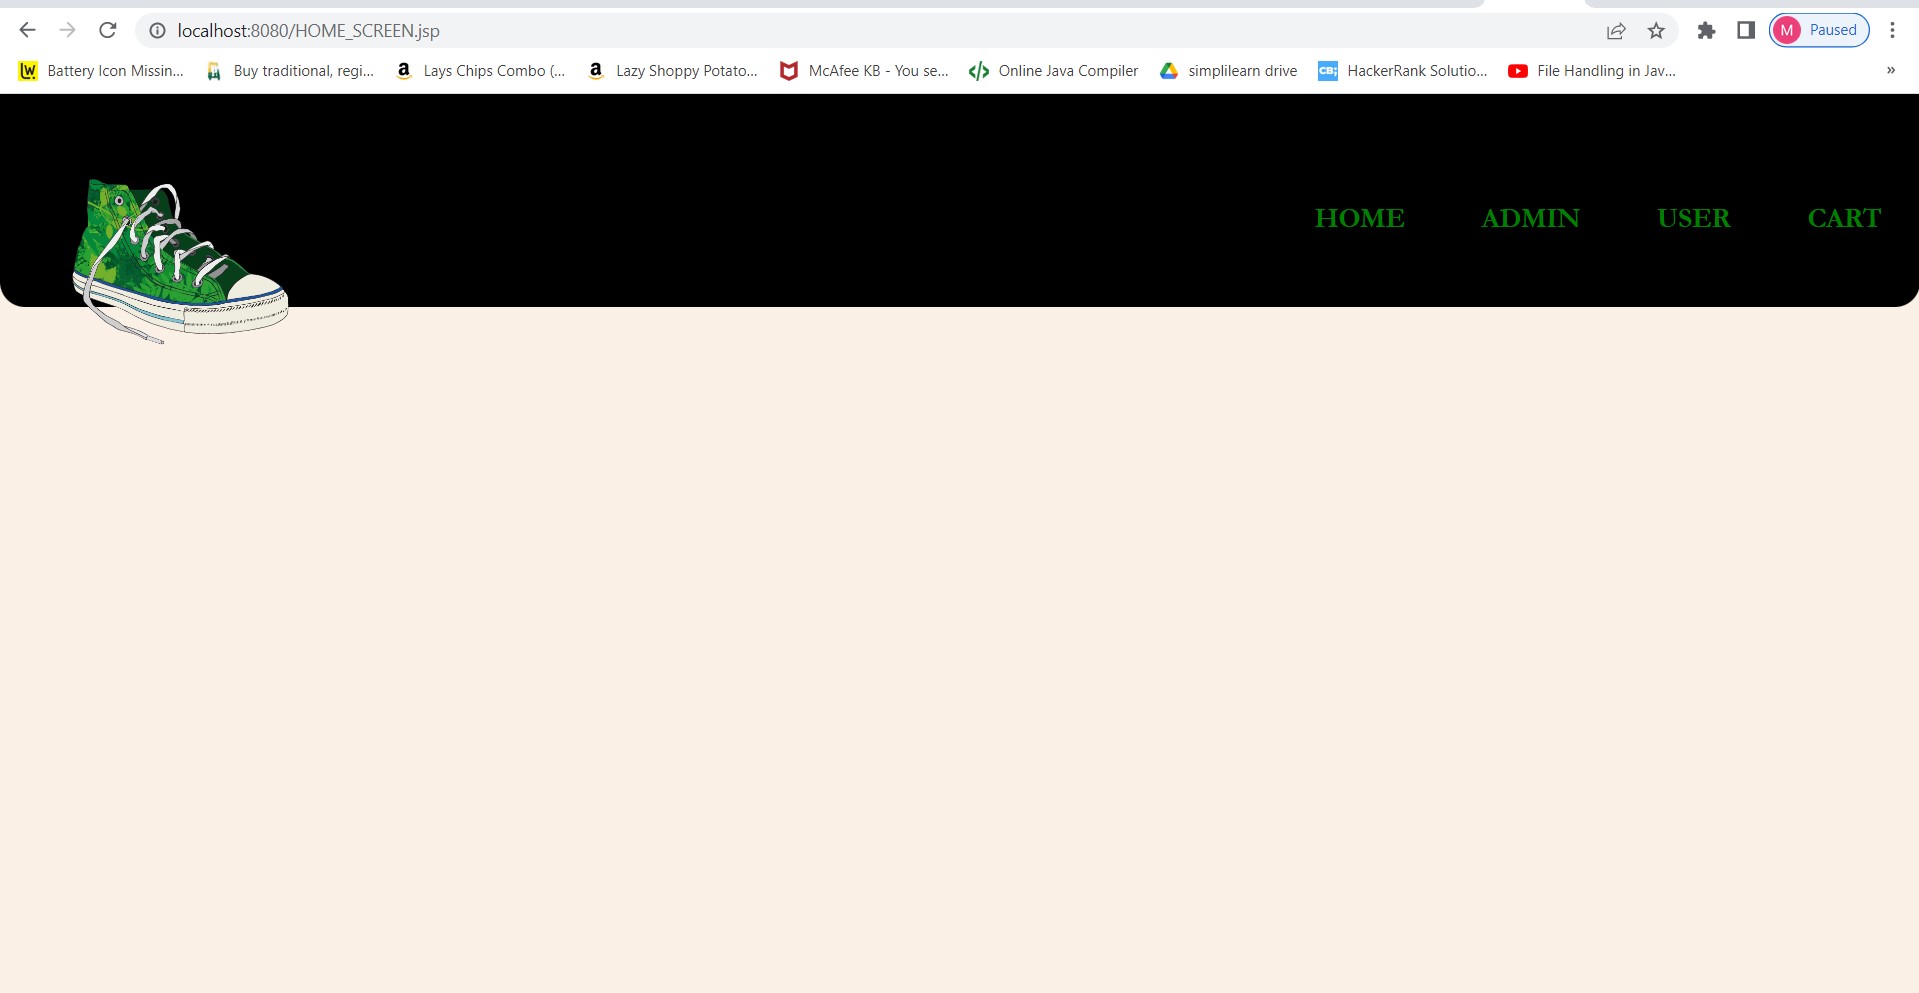 localhost:8080/HOME_SCREEN.jsp
M Paused
Battery Icon Missin... Buy traditional, regi... a Lays Chips Combo (... a Lazy Shoppy Potato... McAfee KB - You se... </> Online Java Compiler simplilearn drive CB; HackerRank Solutio... File Handling in Jav... »
HOME ADMIN USER CART